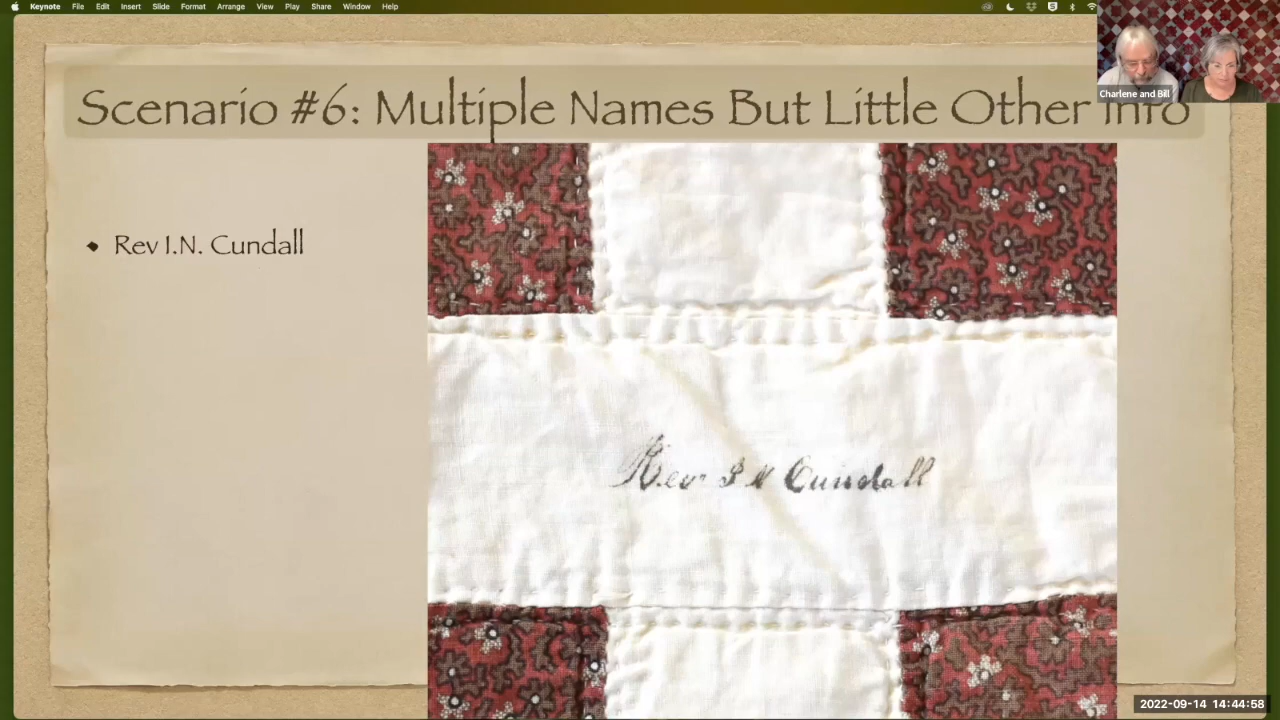 Keynote File Edit Insert Slide Format Arrange View Play Share Window Help
Charlene and Bill
Scenario #6: Multiple Names But Little Other Info
Rev I.N. Cundall
Rev I N Cundall
2022-09-14 14:44:58